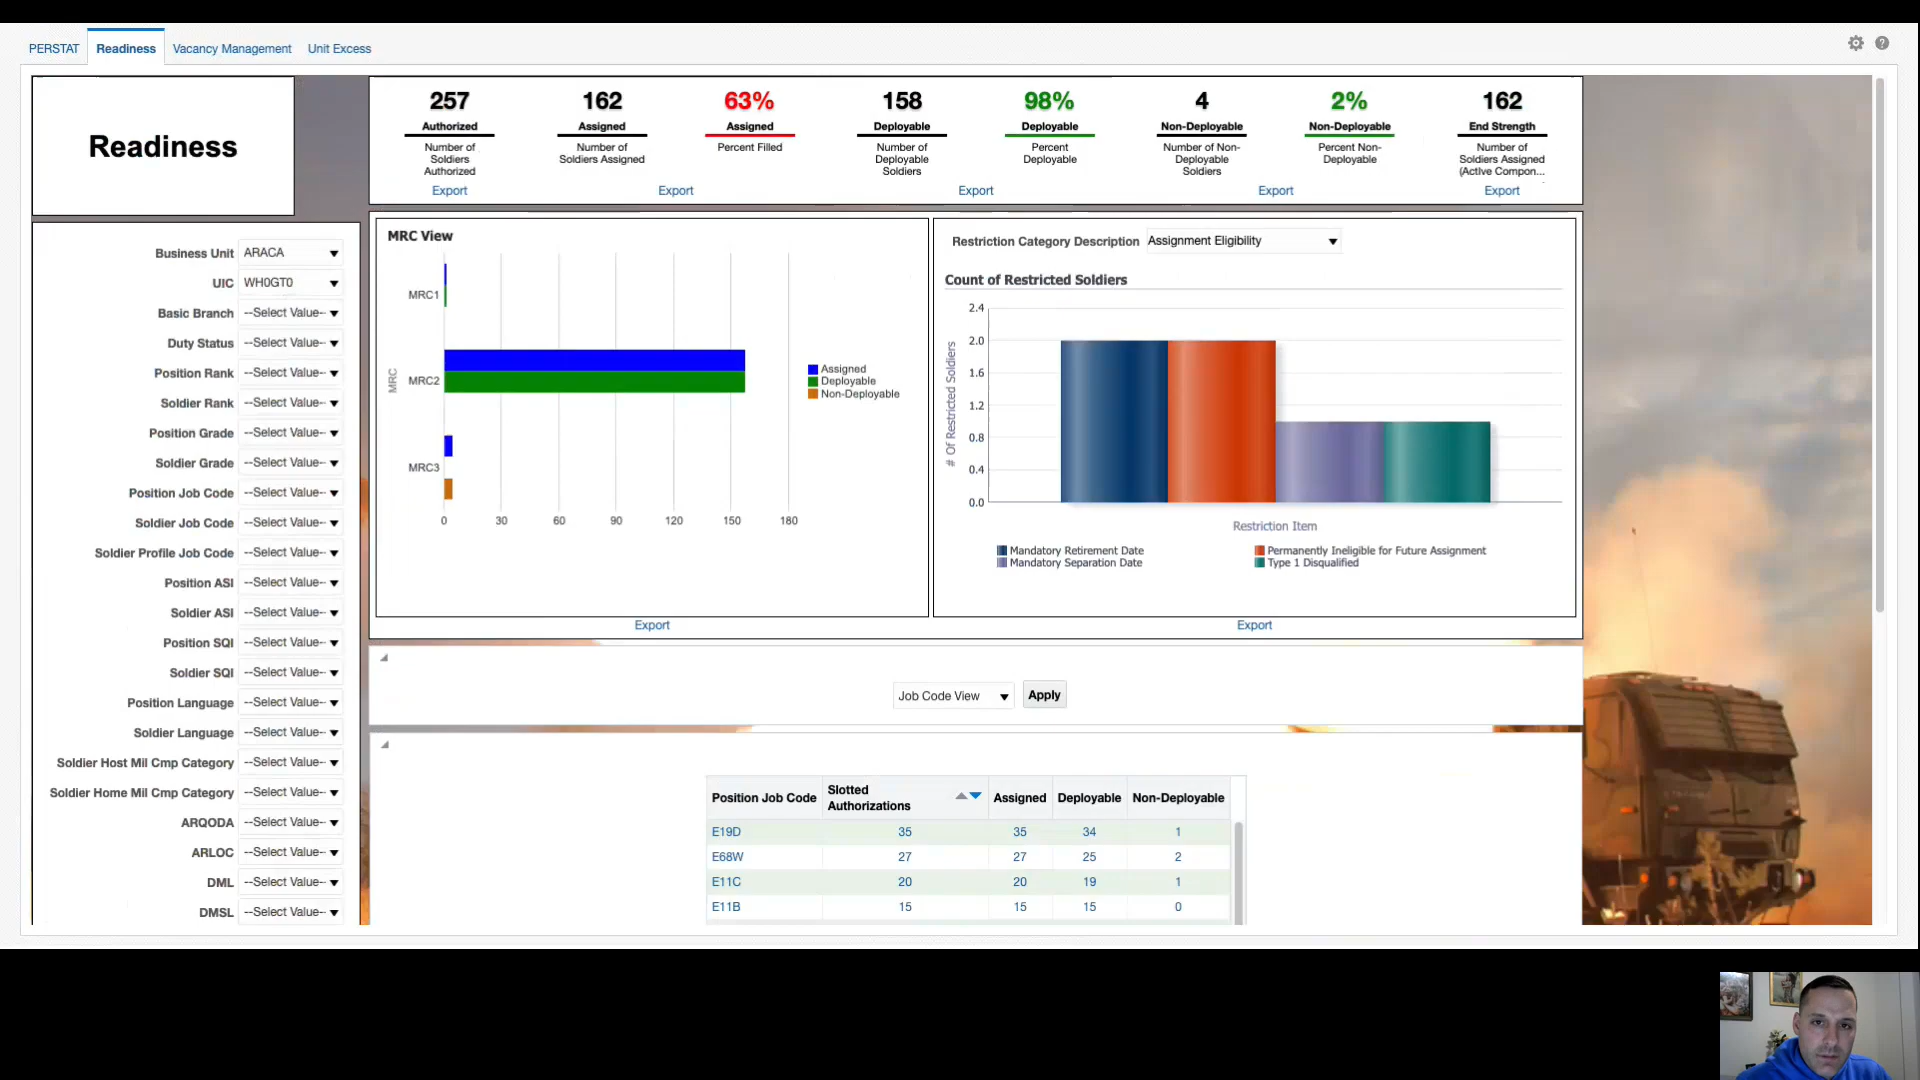 PERSTAT
Readiness
Vacancy Management
Unit Excess
Readiness
257
Authorized
Number of
Soldiers
Authorized
Export
162
Assigned
Number of
Soldiers Assigned
63%
Assigned
Percent Filled
Export
158
Deployable
Number of
Deployable
Soldiers
98%
Deployable
Percent
Deployable
Export
4
Non-Deployable
Number of Non-
Deployable
Soldiers
2%
Non-Deployable
Percent Non-
Deployable
Export
162
End Strength
Number of
Soldiers Assigned
(Active Compon...
Export
Business Unit ARACA
UIC WH0GT0
Basic Branch --Select Value--
Duty Status --Select Value--
Position Rank --Select Value--
Soldier Rank --Select Value--
Position Grade --Select Value--
Soldier Grade --Select Value--
Position Job Code --Select Value--
Soldier Job Code --Select Value--
Soldier Profile Job Code --Select Value--
Position ASI --Select Value--
Soldier ASI --Select Value--
Position SQI --Select Value--
Soldier SQI --Select Value--
Position Language --Select Value--
Soldier Language --Select Value--
Soldier Host Mil Cmp Category --Select Value--
Soldier Home Mil Cmp Category --Select Value--
ARQODA --Select Value--
ARLOC --Select Value--
DML --Select Value--
DMSL --Select Value--
MRC View
MRC
MRC1
MRC2
MRC3
0 30 60 90 120 150 180
Assigned
Deployable
Non-Deployable
Export
Restriction Category Description Assignment Eligibility
Count of Restricted Soldiers
# Of Restricted Soldiers
2.4
2.0
1.6
1.2
0.8
0.4
0.0
Restriction Item
Mandatory Retirement Date
Permanently Ineligible for Future Assignment
Mandatory Separation Date
Type 1 Disqualified
Export
Job Code View
Apply
Position Job Code Slotted Authorizations Assigned Deployable Non-Deployable
E19D 35 35 34 1
E68W 27 27 25 2
E11C 20 20 19 1
E11B 15 15 15 0